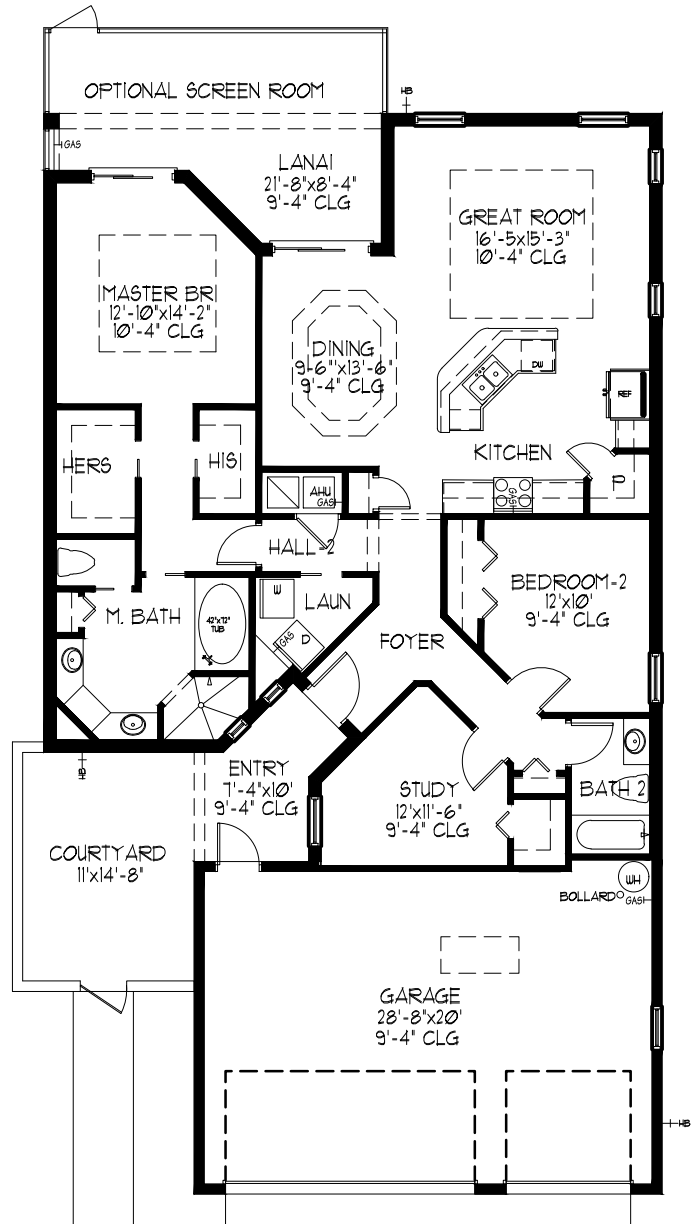 OPTIONAL SCREEN ROOM
HB
GAS
LANAI
21'-8"x8'-4"
9'-4" CLG
GREAT ROOM
16'-5x15'-3"
10'-4" CLG
MASTER BR
12'-10"x14'-2"
10'-4" CLG
DINING
9'-6"x13'-6"
9'-4" CLG
DW
REF
HERS
HIS
KITCHEN
P
AHU
GAS
GAS
HALL-2
W
LAUN
BEDROOM-2
12'x10'
9'-4" CLG
M. BATH
42"x72"
TUB
GAS
D
FOYER
ENTRY
7'-4"x10'
9'-4" CLG
HB
STUDY
12'x11'-6"
9'-4" CLG
BATH 2
COURTYARD
11'x14'-8"
WH
BOLLARD
GAS
GARAGE
28'-8"x20'
9'-4" CLG
HB